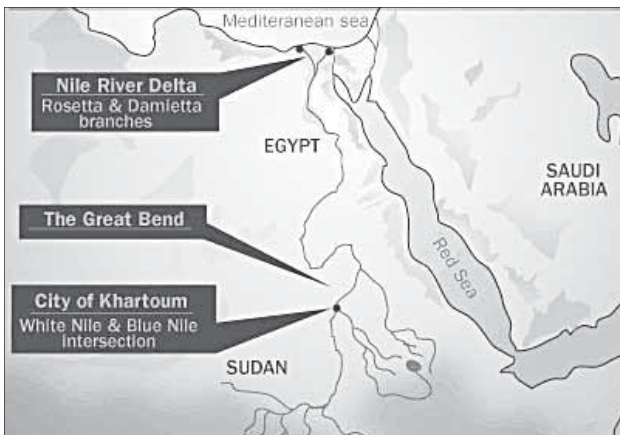 Mediteranean sea
Nile River Delta
Rosetta & Damletta
branches
EGYPT
SAUDI
ARABIA
The Great Bend
Red Sea
City of Khartoum
White Nile & Blue Nile
intersection
SUDAN